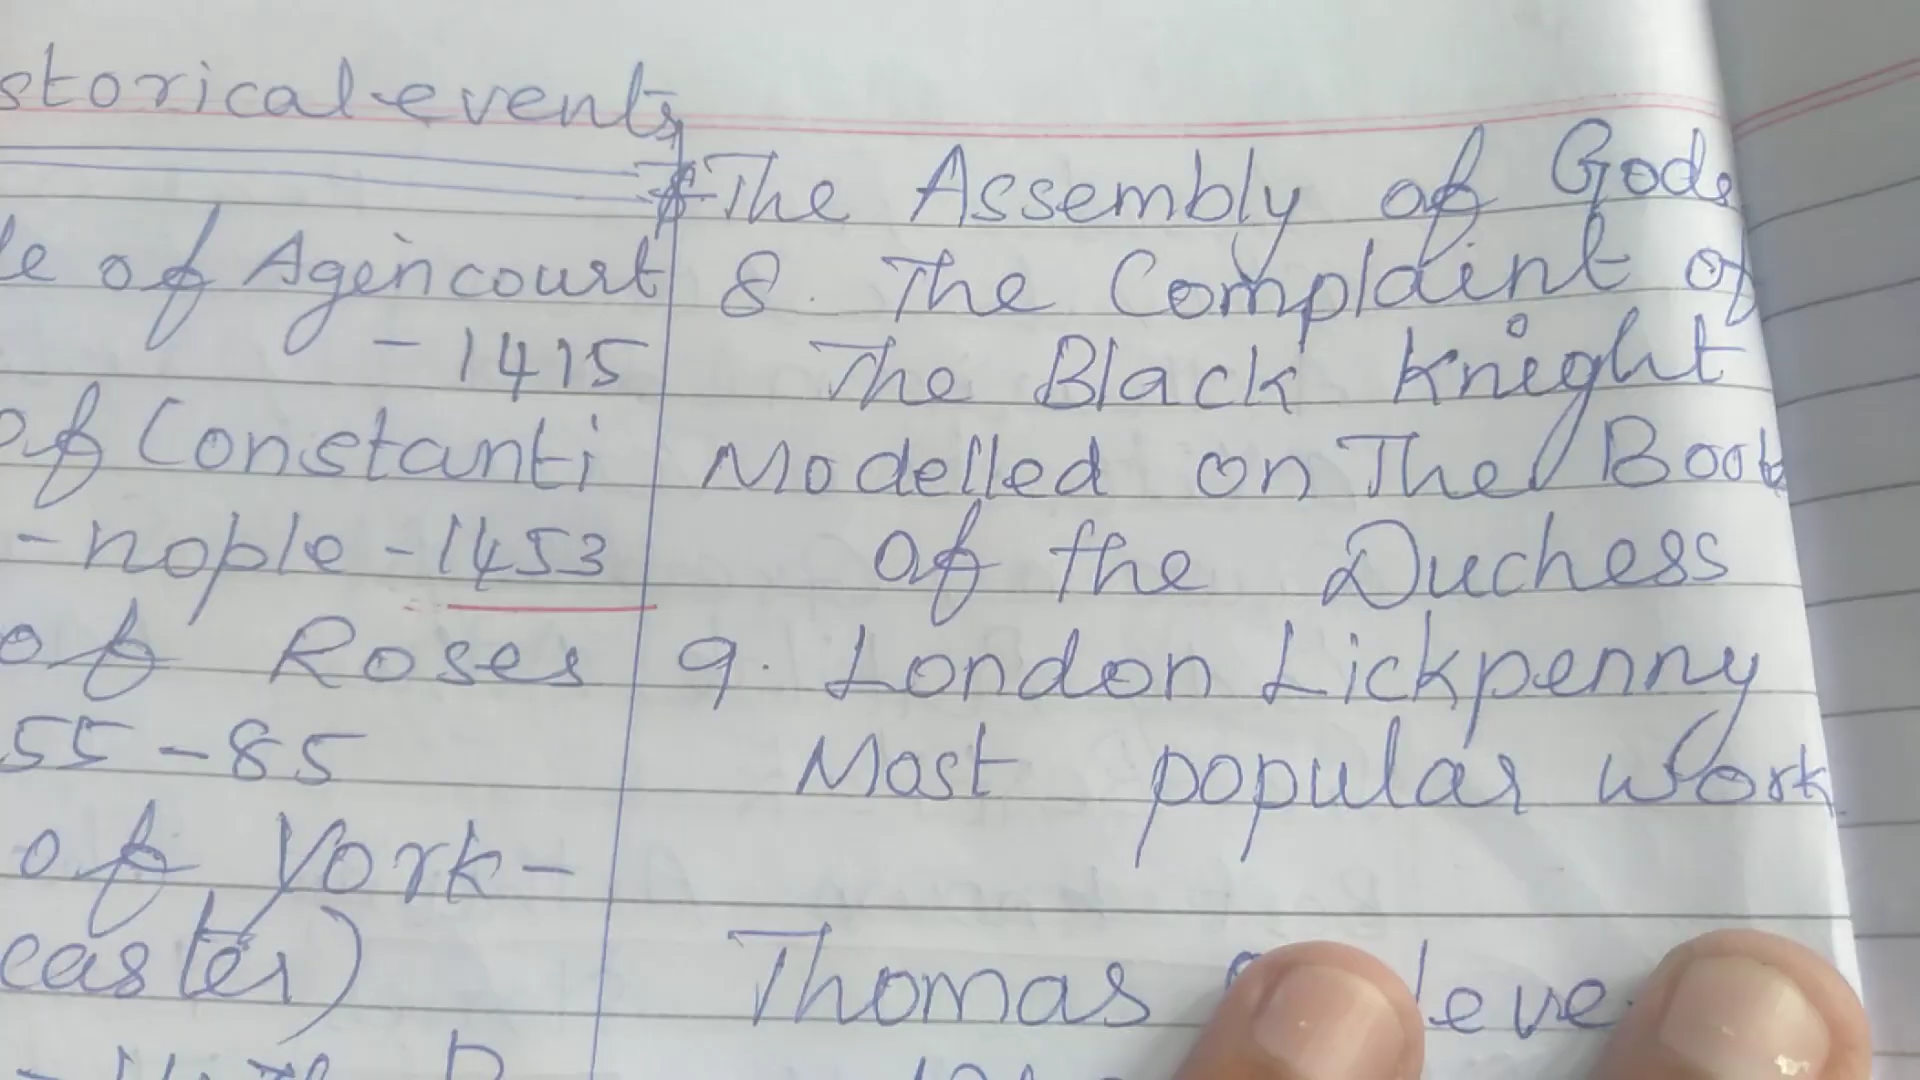 storical events
le of Agencourt
- 1415
of Constanti
- nople - 1453
of Roses
55 - 85
of York -
caster)
The Assembly of Gods
8. The Complaint of
The Black Knight
Modelled on The Book
of the Duchess
9. London Lickpenny
Most popular work
Thomas